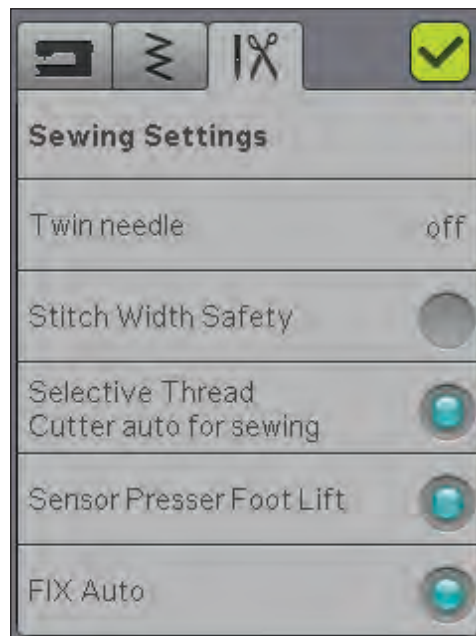 Sewing Settings
Twin needle off
Stitch Width Safety
Selective Thread
Cutter auto for sewing
Sensor Presser Foot Lift
FIX Auto